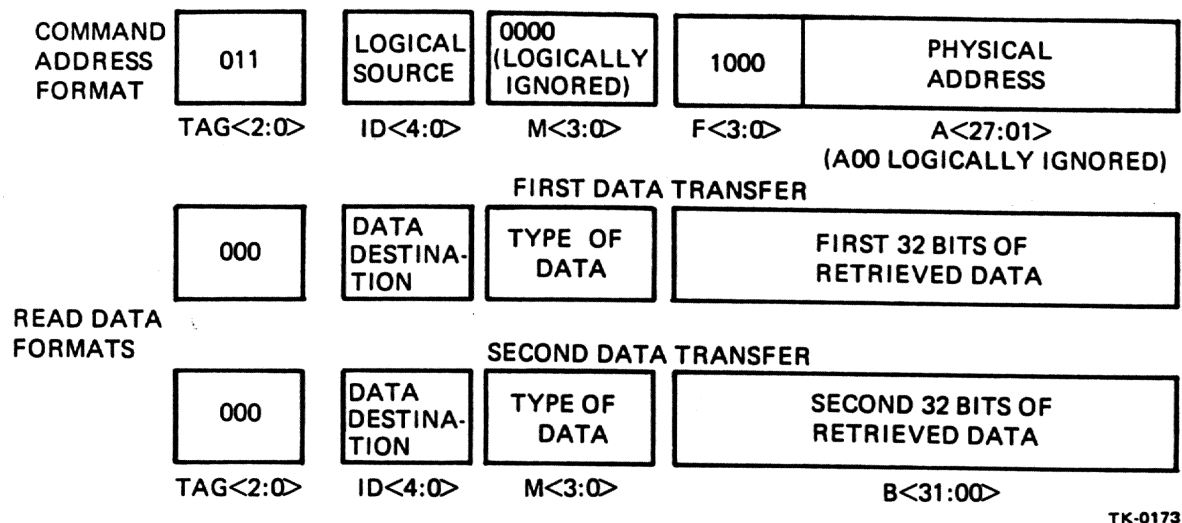 COMMAND
ADDRESS
FORMAT
011
LOGICAL
SOURCE
0000
(LOGICALLY
IGNORED)
1000
PHYSICAL
ADDRESS
TAG<2:0>
ID<4:0>
M<3:0>
F<3:0>
A<27:01>
(A00 LOGICALLY IGNORED)
FIRST DATA TRANSFER
000
DATA
DESTINA-
TION
TYPE OF
DATA
FIRST 32 BITS OF
RETRIEVED DATA
READ DATA
FORMATS
SECOND DATA TRANSFER
000
DATA
DESTINA-
TION
TYPE OF
DATA
SECOND 32 BITS OF
RETRIEVED DATA
TAG<2:0>
ID<4:0>
M<3:0>
B<31:00>
TK-0173